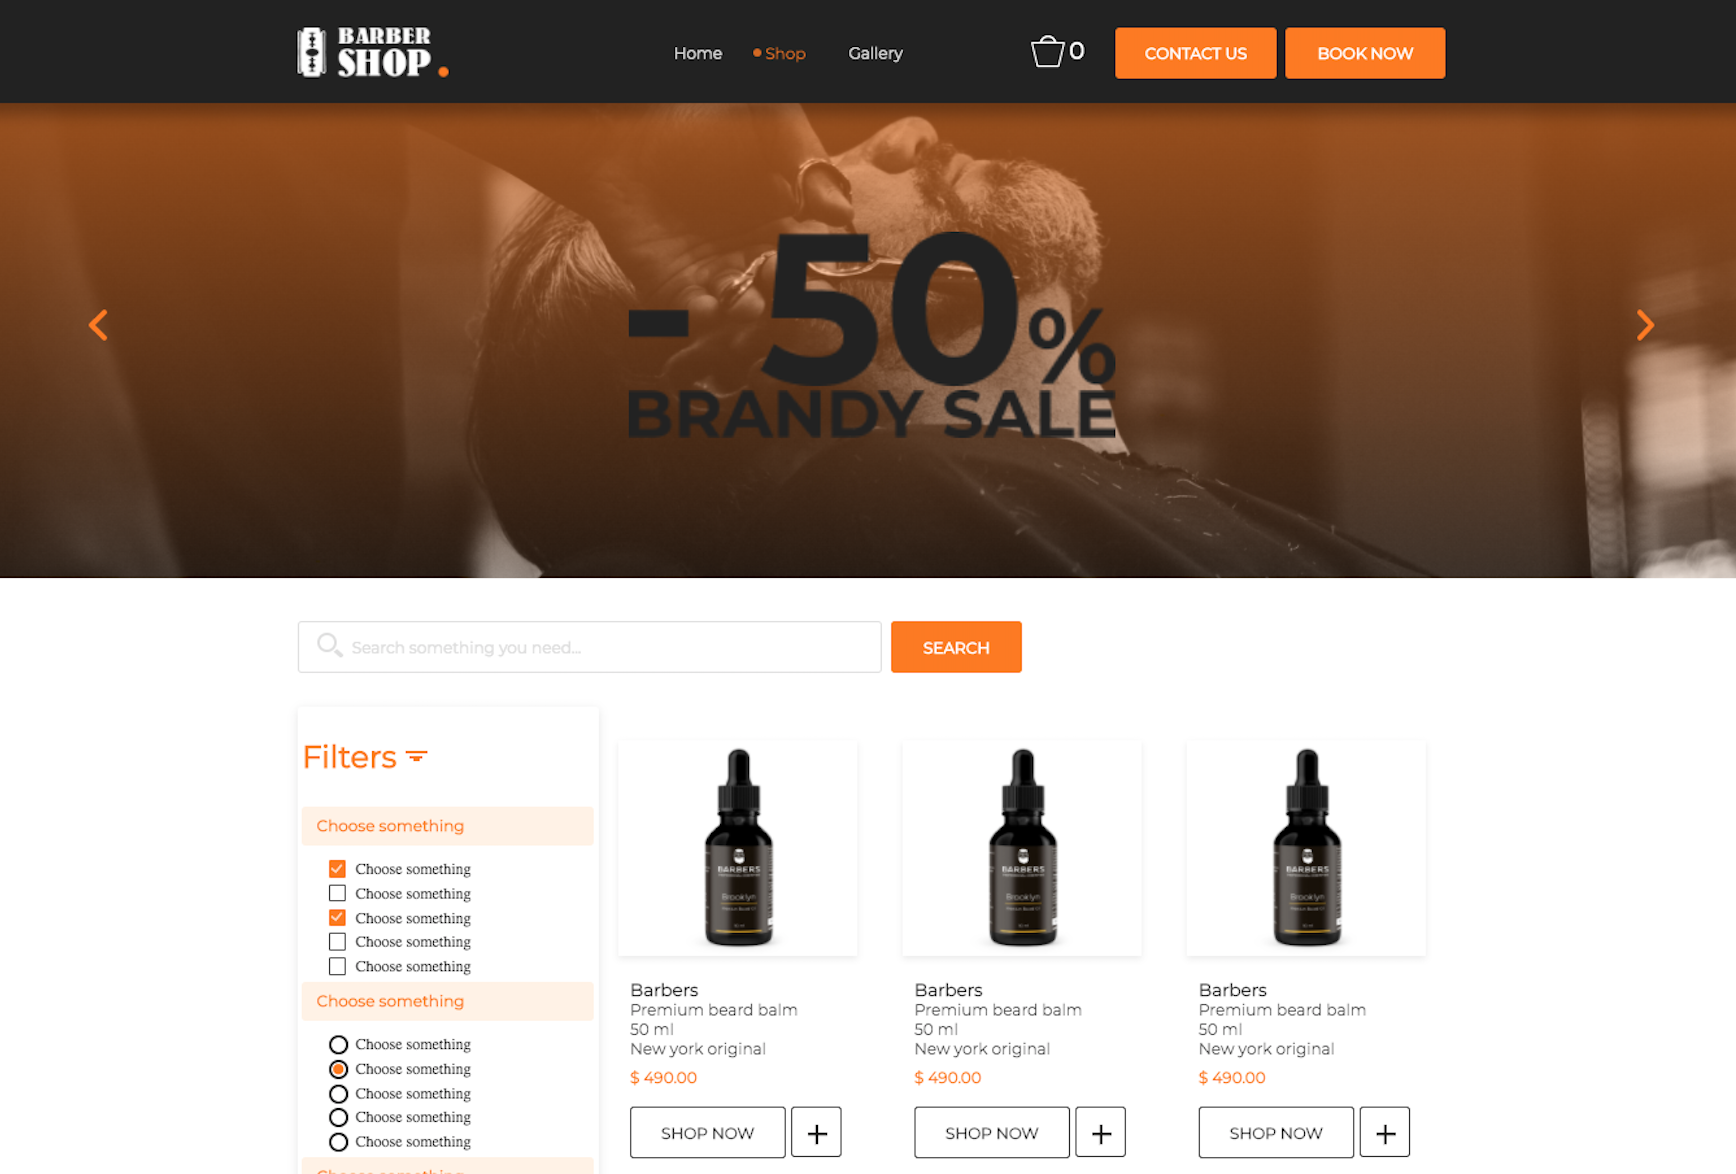 BARBER
SHOP
Home
Shop
Gallery
0
CONTACT US
BOOK NOW
- 50%
BRANDY SALE
Search something you need...
SEARCH
Filters
Choose something
Choose something
Choose something
Choose something
Choose something
Choose something
Choose something
Choose something
Choose something
Choose something
Choose something
Choose something
Choose something
BARBERS
Brooklyn
Barbers
Premium beard balm
50 ml
New york original
$ 490.00
SHOP NOW
+
BARBERS
Brooklyn
Barbers
Premium beard balm
50 ml
New york original
$ 490.00
SHOP NOW
+
BARBERS
Brooklyn
Barbers
Premium beard balm
50 ml
New york original
$ 490.00
SHOP NOW
+